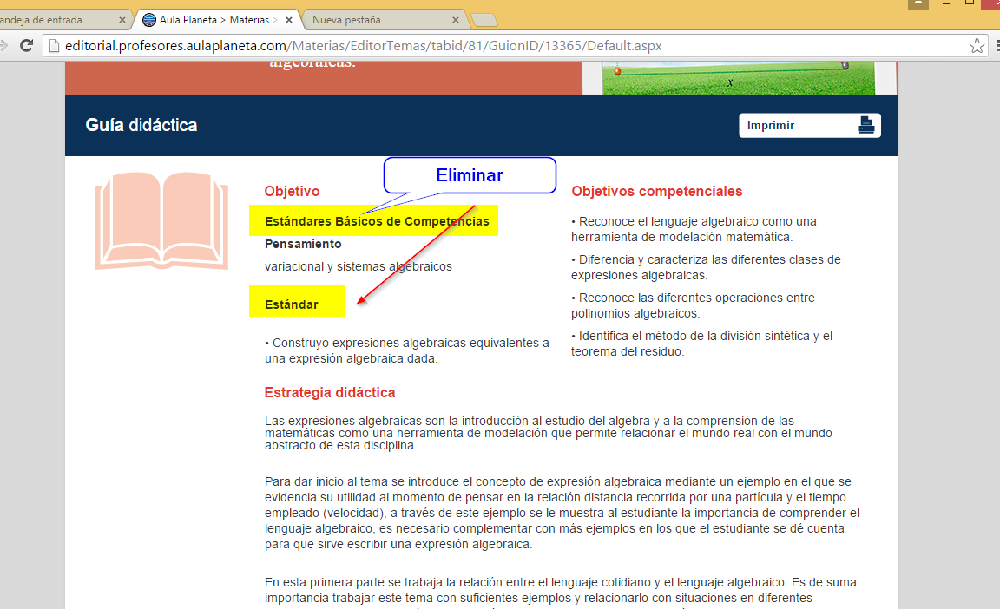 andeja de entrada
Aula Planeta > Materias >
Nueva pestaña
editorial.profesores.aulaplaneta.com/Materias/EditorTemas/tabid/81/GuionID/13365/Default.aspx
algebraicas.
x
Guía didáctica
Imprimir
Eliminar
Objetivo
Estándares Básicos de Competencias
Pensamiento
variacional y sistemas algebraicos
Estándar
• Construyo expresiones algebraicas equivalentes a
una expresión algebraica dada.
Objetivos competenciales
• Reconoce el lenguaje algebraico como una
herramienta de modelación matemática.
• Diferencia y caracteriza las diferentes clases de
expresiones algebraicas.
• Reconoce las diferentes operaciones entre
polinomios algebraicos.
• Identifica el método de la división sintética y el
teorema del residuo.
Estrategia didáctica
Las expresiones algebraicas son la introducción al estudio del algebra y a la comprensión de las
matemáticas como una herramienta de modelación que permite relacionar el mundo real con el mundo
abstracto de esta disciplina.
Para dar inicio al tema se introduce el concepto de expresión algebraica mediante un ejemplo en el que se
evidencia su utilidad al momento de pensar en la relación distancia recorrida por una partícula y el tiempo
empleado (velocidad), a través de este ejemplo se le muestra al estudiante la importancia de comprender el
lenguaje algebraico, es necesario complementar con más ejemplos en los que el estudiante se dé cuenta
para que sirve escribir una expresión algebraica.
En esta primera parte se trabaja la relación entre el lenguaje cotidiano y el lenguaje algebraico. Es de suma
importancia trabajar este tema con suficientes ejemplos y relacionarlo con situaciones en diferentes